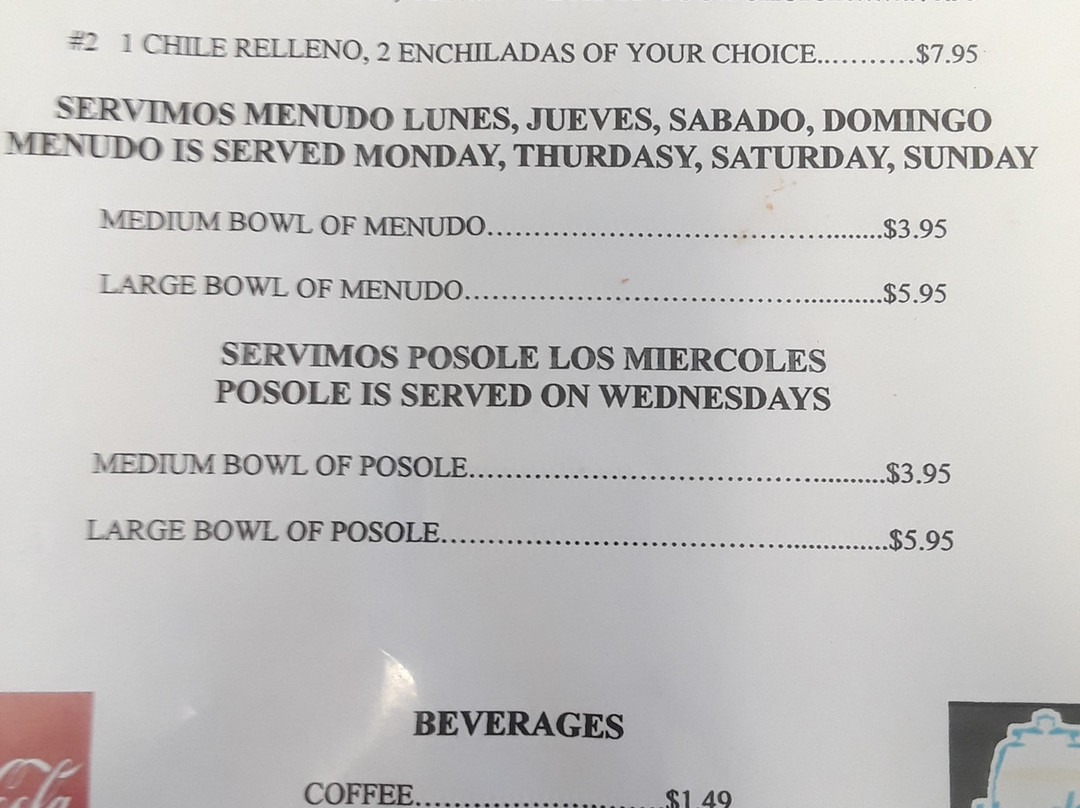 #2 1 CHILE RELLENO, 2 ENCHILADAS OF YOUR CHOICE...........$7.95
SERVIMOS MENUDO LUNES, JUEVES, SABADO, DOMINGO
MENUDO IS SERVED MONDAY, THURDASY, SATURDAY, SUNDAY
MEDIUM BOWL OF MENUDO..............................................$3.95
LARGE BOWL OF MENUDO................................................$5.95
SERVIMOS POSOLE LOS MIERCOLES
POSOLE IS SERVED ON WEDNESDAYS
MEDIUM BOWL OF POSOLE................................................$3.95
LARGE BOWL OF POSOLE...................................................$5.95
BEVERAGES
COFFEE..............................$1.49